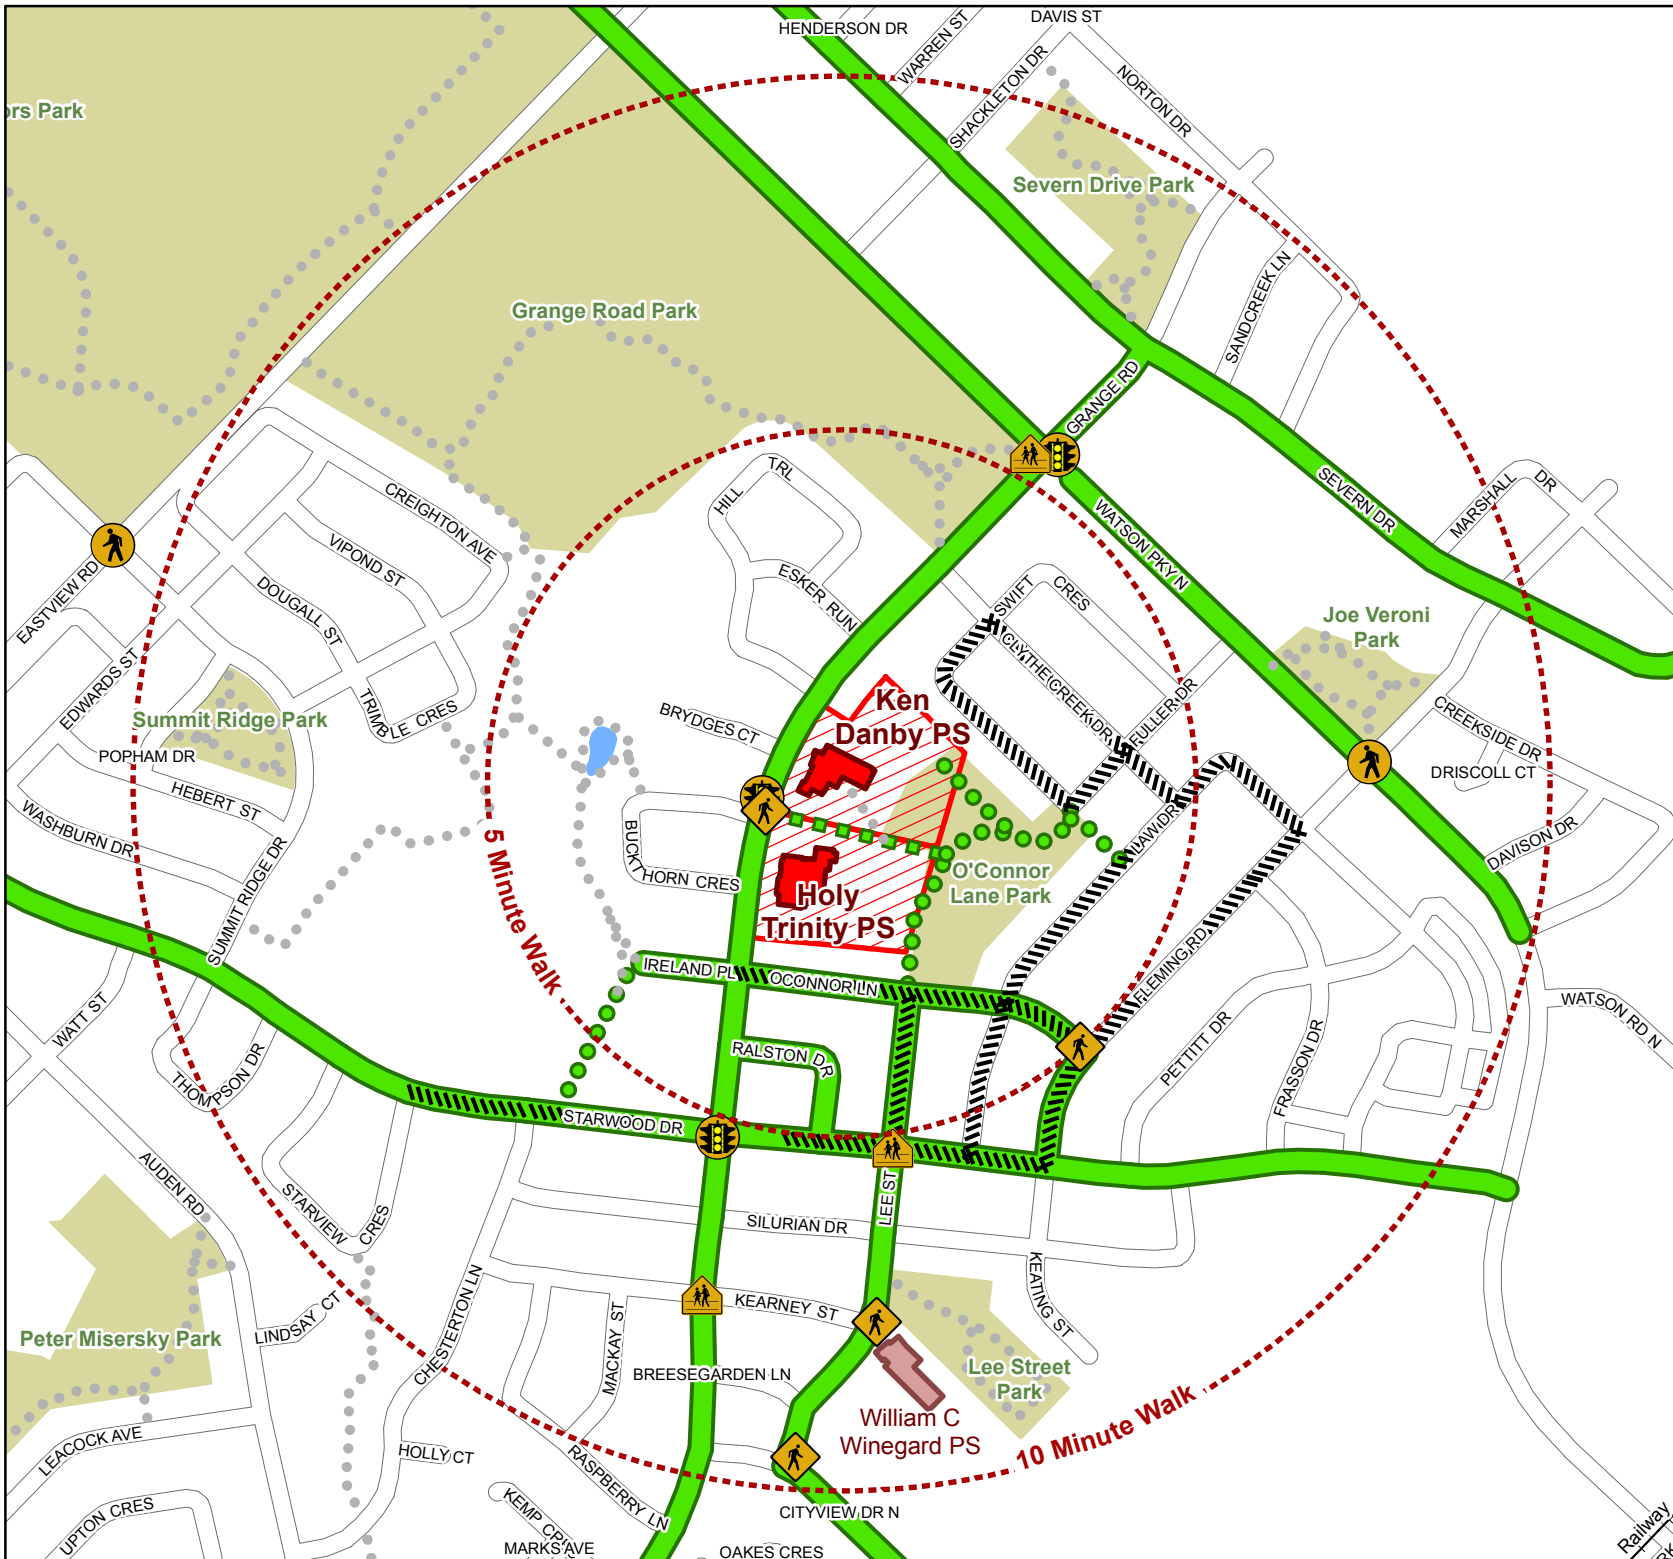 HENDERSON DR
WARREN ST
DAVIS ST
SHACKLETON DR
NORTON DR
ors Park
Severn Drive Park
SANDCREEK LN
Grange Road Park
GRANGE RD
SEVERN DR
MARSHALL
DR
TRL
HILL
CREIGHTON AVE
WATSON PKY N
VIPOND ST
ESKER RUN
DOUGALL ST
EASTVIEW RD
SWIFT
CRES
CLYTHE CREEK DR
Joe Veroni
Park
EDWARDS ST
FULLER DR
TRIMBLE CRES
Summit Ridge Park
BRYDGES CT
Ken
Danby PS
CREEKSIDE DR
POPHAM DR
DRISCOLL CT
HEBERT ST
WASHBURN DR
DAVISON DR
BUCKT
HORN CRES
5 Minute Walk
O'Connor
Lane Park
Holy
Trinity PS
SUMMIT RIDGE DR
FLEMING RD
IRELAND PL
OCONNOR LN
WATSON RD N
WATT ST
RALSTON DR
PETTITT DR
FRASSON DR
THOMPSON DR
STARWOOD DR
AUDEN RD
STARVIEW
CRES
LEE ST
SILURIAN DR
KEATING ST
CHESTERTON LN
KEARNEY ST
MACKAY ST
LINDSAY CT
Peter Misersky Park
BREESEGARDEN LN
Lee Street
Park
William C
Winegard PS
10 Minute Walk
LEACOCK AVE
HOLLY CT
RASPBERRY LN
UPTON CRES
CITYVIEW DR N
MARKS AVE
OAKES CRES
Railway